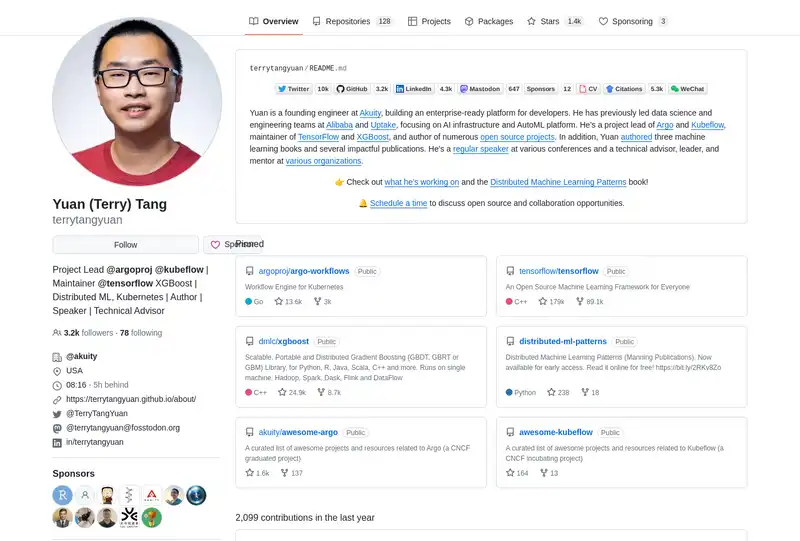 Overview
Repositories 128
Projects
Packages
Stars 1.4k
Sponsoring 3
terrytangyuan/README.md
Twitter 10k GitHub 3.2k LinkedIn 4.3k Mastodon 647 Sponsors 12 CV Citations 5.3k WeChat
Yuan is a founding engineer at Akuity, building an enterprise-ready platform for developers. He has previously led data science and
engineering teams at Alibaba and Uptake, focusing on AI infrastructure and AutoML platform. He's a project lead of Argo and Kubeflow,
maintainer of TensorFlow and XGBoost, and author of numerous open source projects. In addition, Yuan authored three machine
learning books and several impactful publications. He's a regular speaker at various conferences and a technical advisor, leader, and
mentor at various organizations.
👉 Check out what he's working on and the Distributed Machine Learning Patterns book!
🔔 Schedule a time to discuss open source and collaboration opportunities.
Yuan (Terry) Tang
terrytangyuan
Follow
Sponsor
Project Lead @argoproj @kubeflow |
Maintainer @tensorflow XGBoost |
Distributed ML, Kubernetes | Author |
Speaker | Technical Advisor
3.2k followers · 78 following
@akuity
USA
08:16 - 5h behind
https://terrytangyuan.github.io/about/
@TerryTanYuan
@terrytangyuan@fosstodon.org
in/terrytangyuan
Sponsors
Pinned
argoproj/argo-workflows Public
Workflow Engine for Kubernetes
Go 13.6k 3k
tensorflow/tensorflow Public
An Open Source Machine Learning Framework for Everyone
C++ 179k 89.1k
dmlc/xgboost Public
Scalable, Portable and Distributed Gradient Boosting (GBDT, GBRT or
GBM) Library, for Python, R, Java, Scala, C++ and more. Runs on single
machine, Hadoop, Spark, Dask, Flink and DataFlow
C++ 24.9k 8.7k
distributed-ml-patterns Public
Distributed Machine Learning Patterns (Manning Publications). Now
available for early access. Read it online for free! https://bit.ly/2RKv8Zo
Python 238 18
akuity/awesome-argo Public
A curated list of awesome projects and resources related to Argo (a CNCF
graduated project)
1.6k 137
awesome-kubeflow Public
A curated list of awesome projects and resources related to Kubeflow (a
CNCF incubating project)
164 13
2,099 contributions in the last year